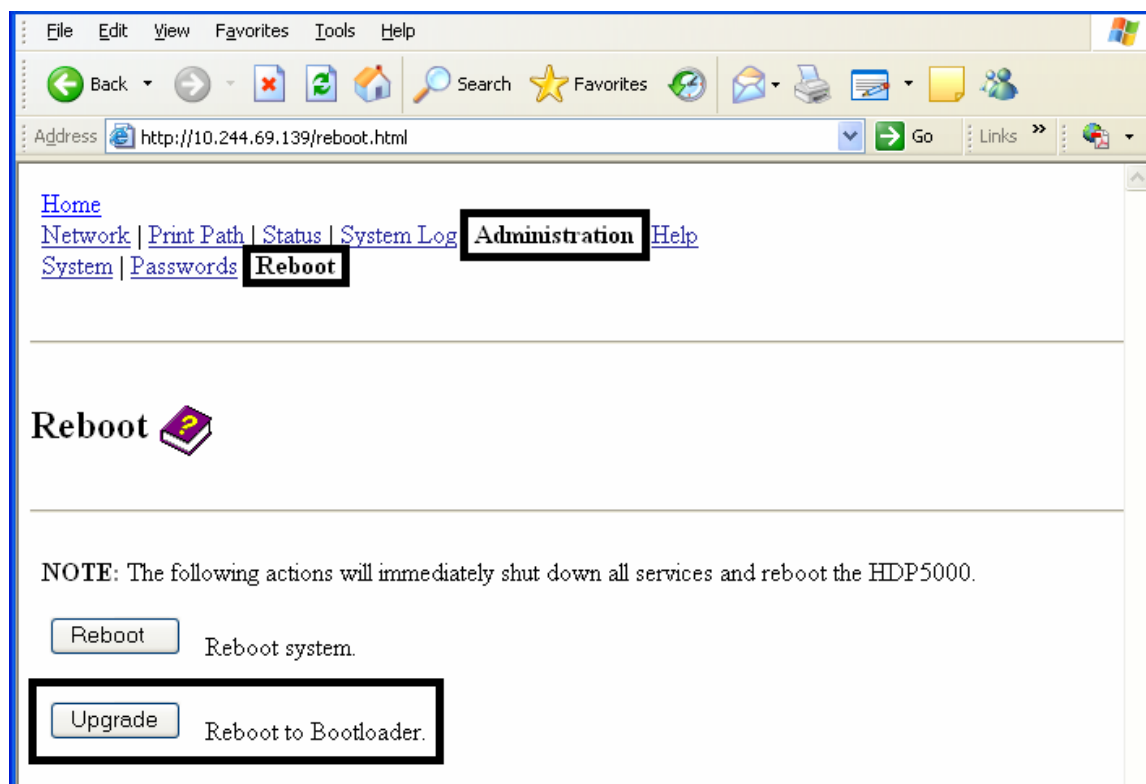 File Edit View Favorites Tools Help
Back Search Favorites
Address http://10.244.69.139/reboot.html Go Links »
Home
Network | Print Path | Status | System Log Administration Help
System | Passwords Reboot
Reboot ?
NOTE: The following actions will immediately shut down all services and reboot the HDP5000.
Reboot Reboot system.
Upgrade Reboot to Bootloader.